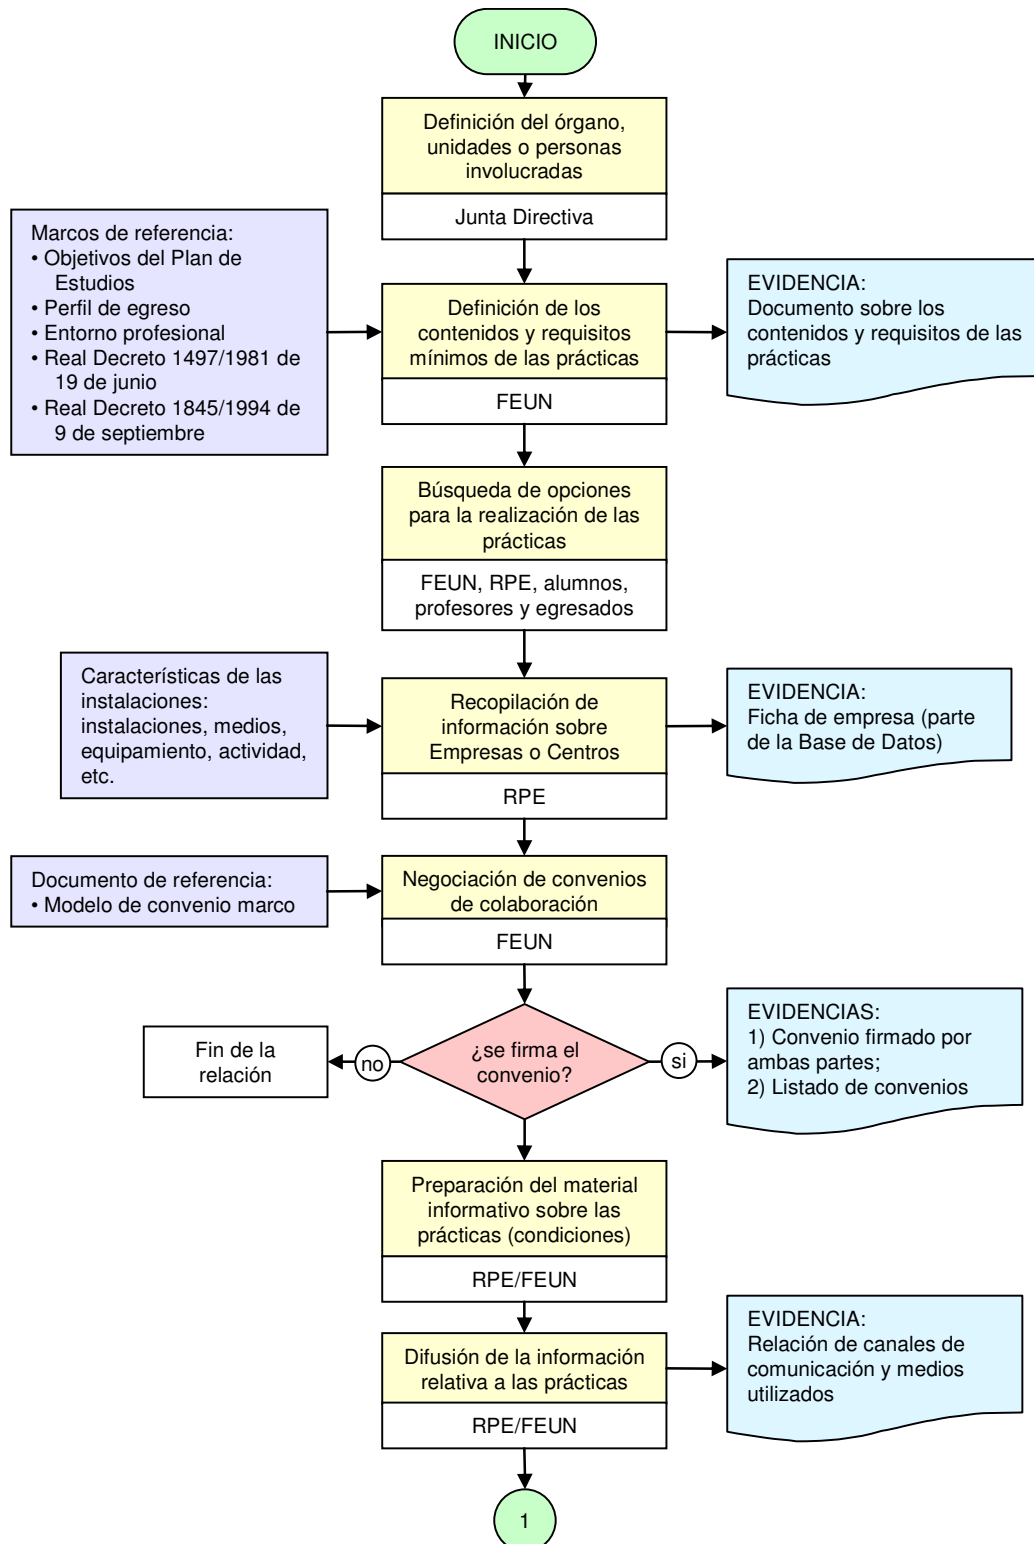 INICIO
Definición del órgano,
unidades o personas
involucradas
Junta Directiva
Marcos de referencia:
• Objetivos del Plan de
Estudios
• Perfil de egreso
• Entorno profesional
• Real Decreto 1497/1981 de
19 de junio
• Real Decreto 1845/1994 de
9 de septiembre
Definición de los
contenidos y requisitos
mínimos de las prácticas
FEUN
EVIDENCIA:
Documento sobre los
contenidos y requisitos de las
prácticas
Búsqueda de opciones
para la realización de las
prácticas
FEUN, RPE, alumnos,
profesores y egresados
Características de las
instalaciones:
instalaciones, medios,
equipamiento, actividad,
etc.
Recopilación de
información sobre
Empresas o Centros
RPE
EVIDENCIA:
Ficha de empresa (parte
de la Base de Datos)
Documento de referencia:
• Modelo de convenio marco
Negociación de convenios
de colaboración
FEUN
¿se firma el
convenio?
no
Fin de la
relación
si
EVIDENCIAS:
1) Convenio firmado por
ambas partes;
2) Listado de convenios
Preparación del material
informativo sobre las
prácticas (condiciones)
RPE/FEUN
Difusión de la información
relativa a las prácticas
RPE/FEUN
EVIDENCIA:
Relación de canales de
comunicación y medios
utilizados
1